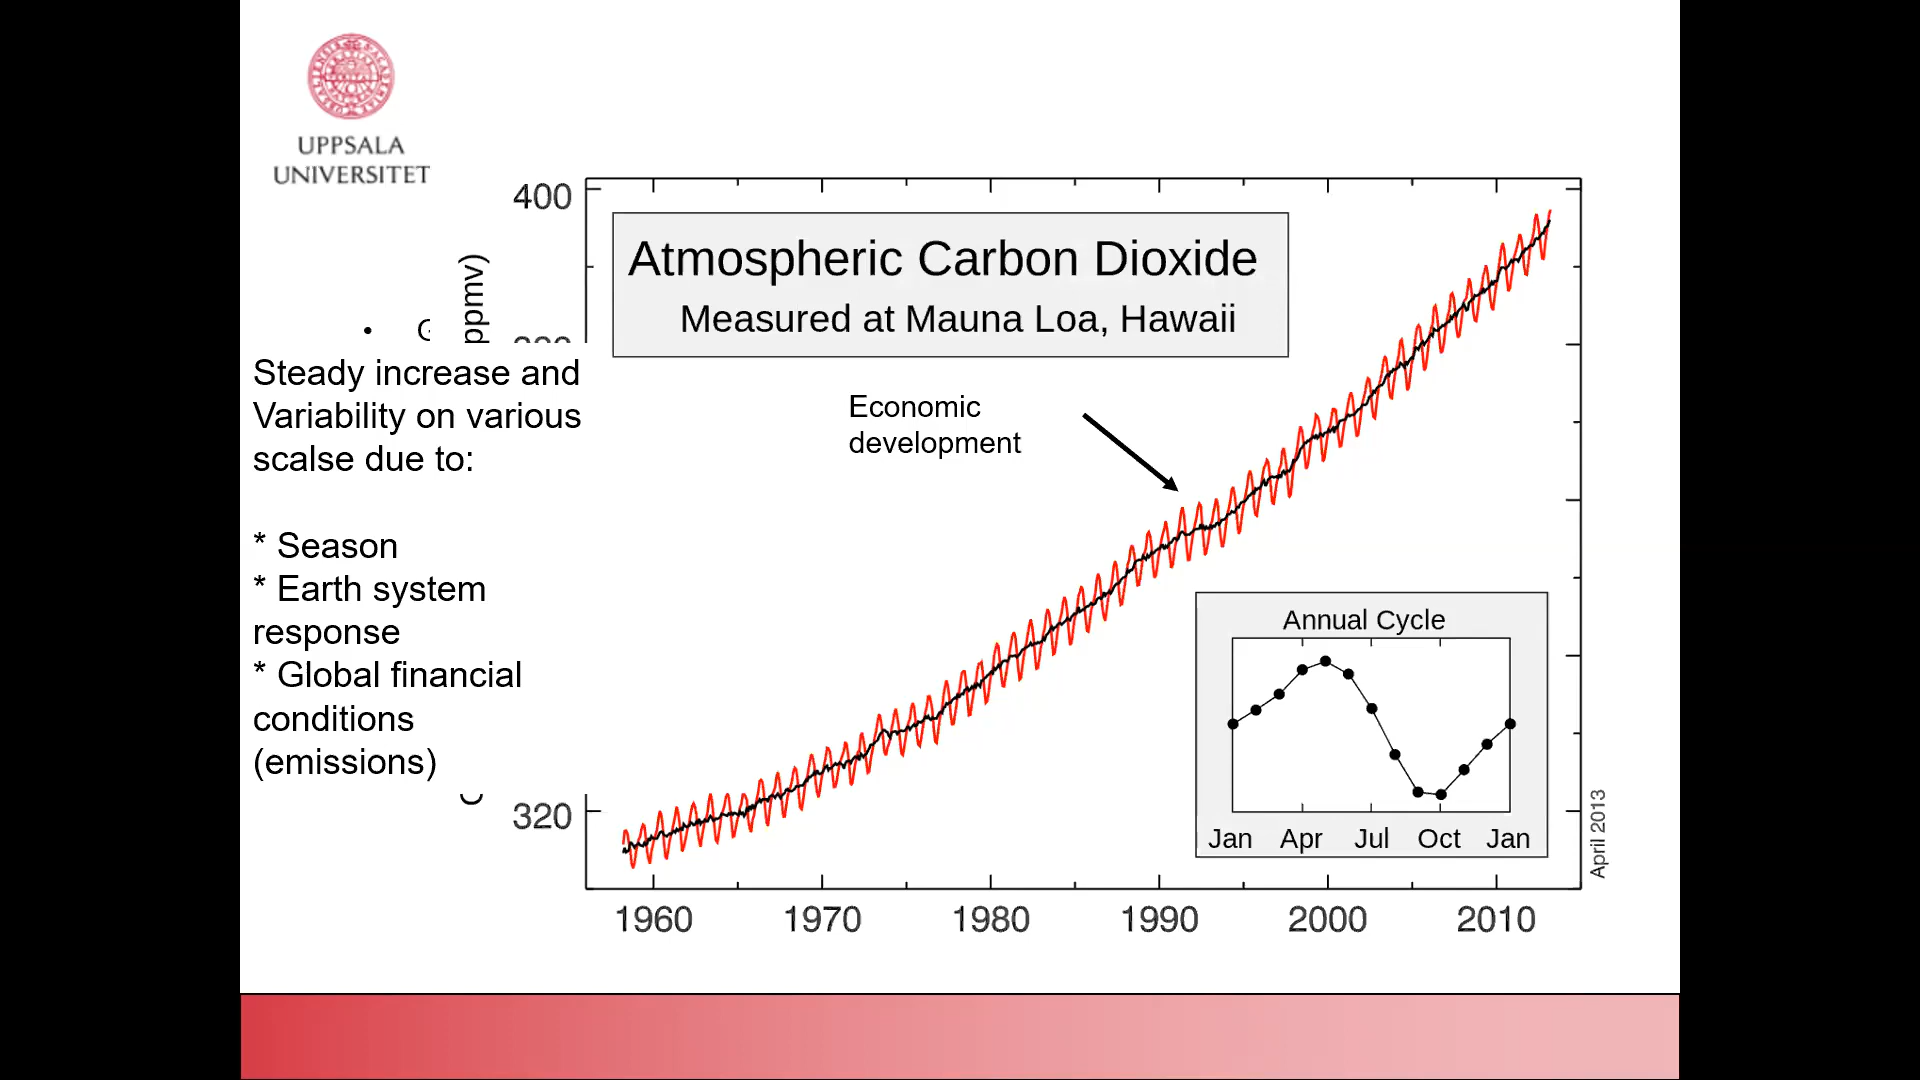 UPPSALA
UNIVERSITET
400
Atmospheric Carbon Dioxide
Measured at Mauna Loa, Hawaii
ppmv)
Steady increase and
Variability on various
scalse due to:
* Season
* Earth system
response
* Global financial
conditions
(emissions)
Economic
development
320
Annual Cycle
Jan Apr Jul Oct Jan
April 2013
1960 1970 1980 1990 2000 2010